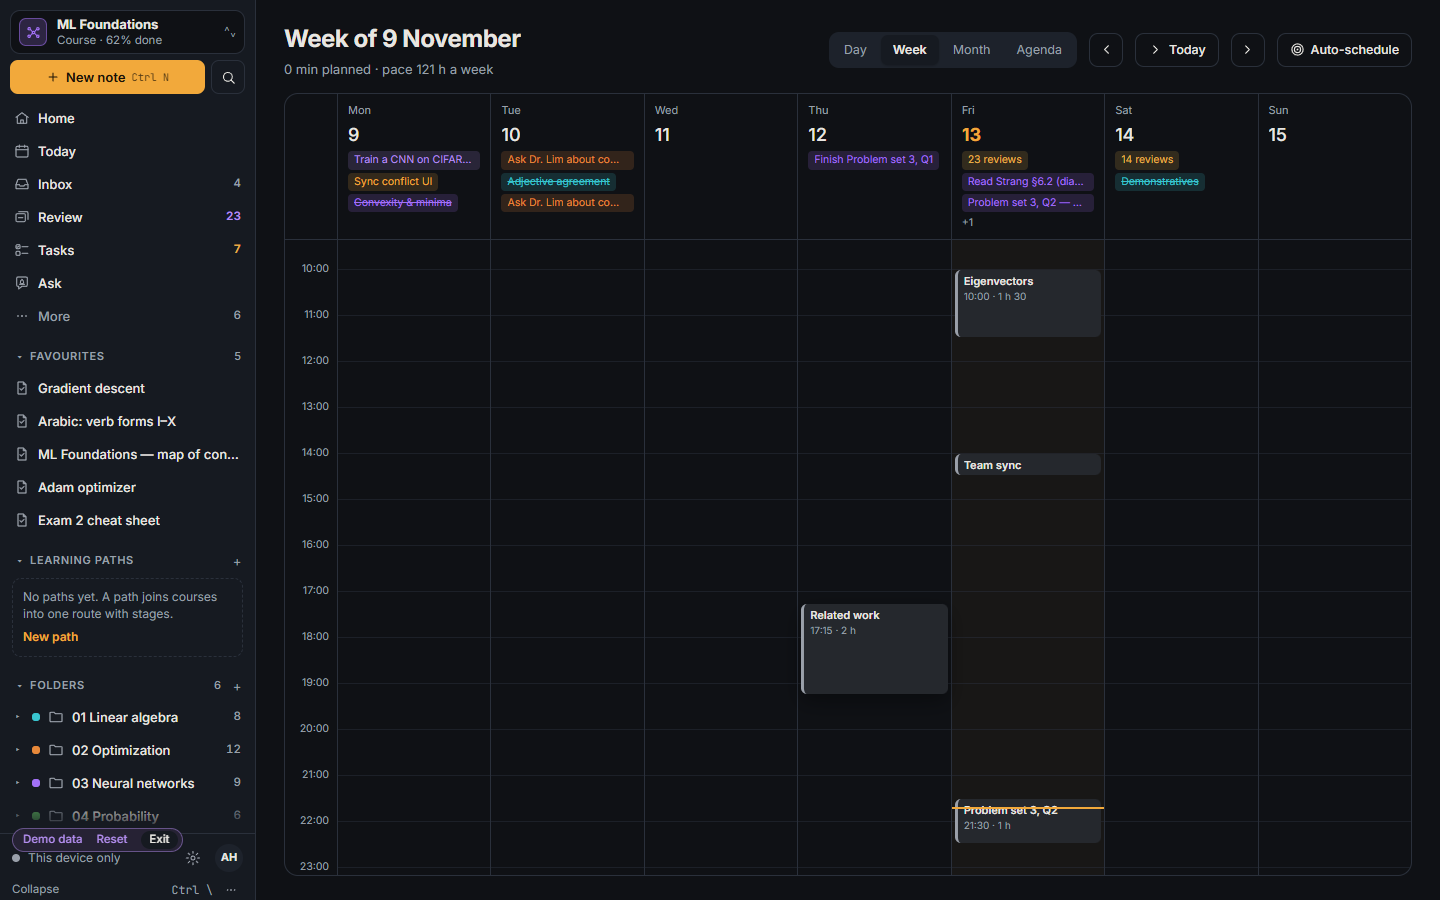 ML Foundations
Course · 62% done
+ New note Ctrl N
Home
Today
Inbox 4
Review 23
Tasks 7
Ask
More 6
FAVOURITES 5
Gradient descent
Arabic: verb forms I–X
ML Foundations — map of con...
Adam optimizer
Exam 2 cheat sheet
LEARNING PATHS +
No paths yet. A path joins courses
into one route with stages.
New path
FOLDERS 6 +
01 Linear algebra 8
02 Optimization 12
03 Neural networks 9
04 Probability 6
Demo data Reset Exit
This device only AH
Collapse Ctrl \ ...
Week of 9 November
0 min planned · pace 121 h a week
Day Week Month Agenda
Today
Auto-schedule
Mon
9
Train a CNN on CIFAR...
Sync conflict UI
Convexity & minima
Tue
10
Ask Dr. Lim about co...
Adjective agreement
Ask Dr. Lim about co...
Wed
11
Thu
12
Finish Problem set 3, Q1
Fri
13
23 reviews
Read Strang §6.2 (dia...
Problem set 3, Q2 — ...
+1
Sat
14
14 reviews
Demonstratives
Sun
15
10:00
11:00
12:00
13:00
14:00
15:00
16:00
17:00
18:00
19:00
20:00
21:00
22:00
23:00
Related work
17:15 · 2 h
Eigenvectors
10:00 · 1 h 30
Team sync
Problem set 3, Q2
21:30 · 1 h